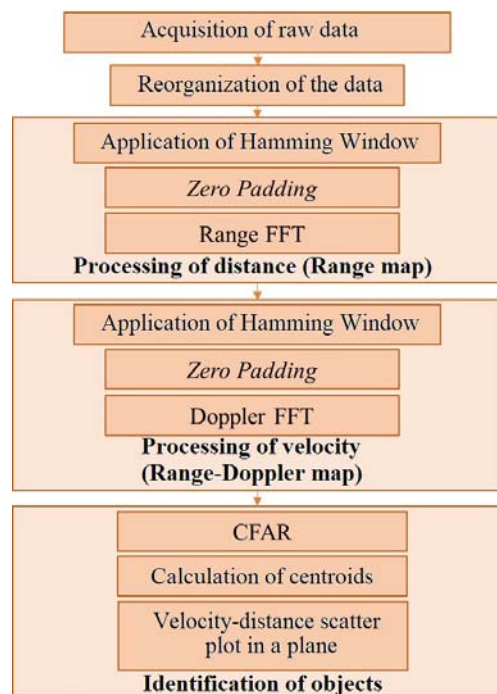 Acquisition of raw data
Reorganization of the data
Application of Hamming Window
Zero Padding
Range FFT
Processing of distance (Range map)
Application of Hamming Window
Zero Padding
Doppler FFT
Processing of velocity
(Range-Doppler map)
CFAR
Calculation of centroids
Velocity-distance scatter
plot in a plane
Identification of objects